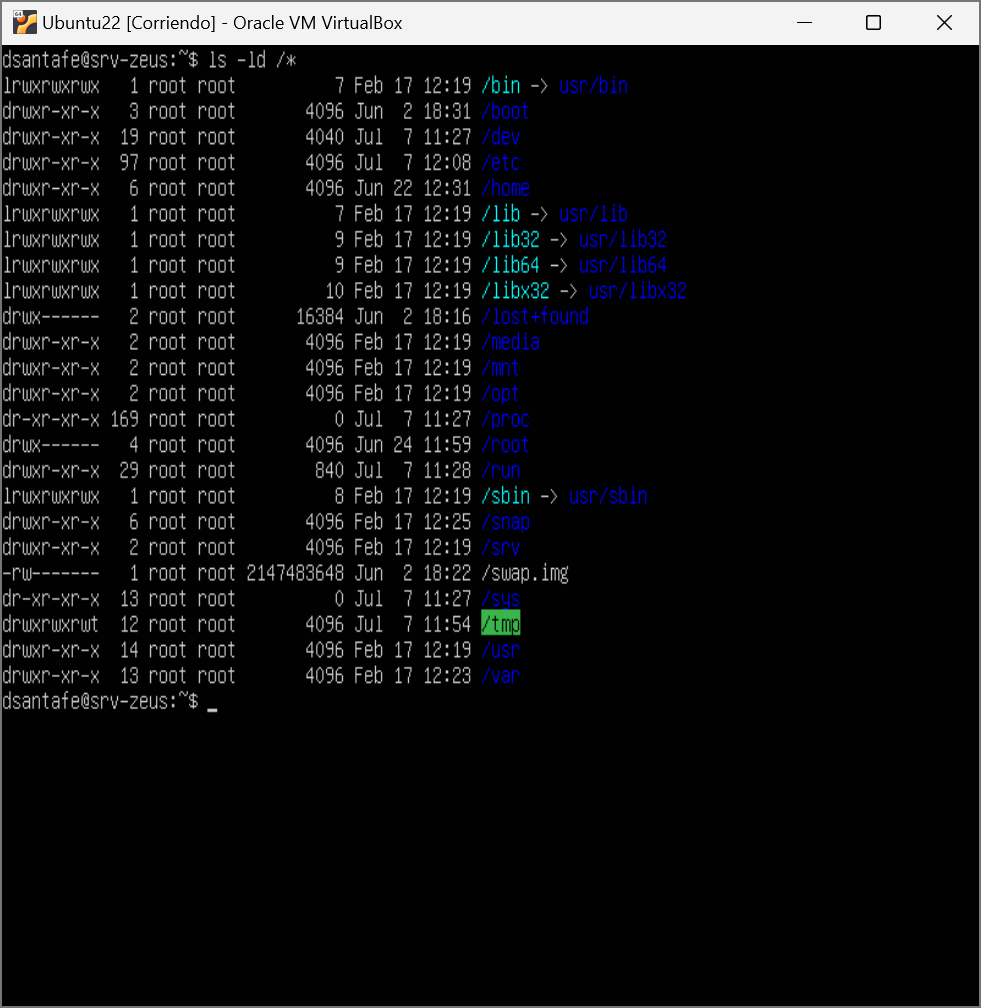 Ubuntu22 [Corriendo] - Oracle VM VirtualBox
dsantafe@srv-zeus:~$ ls -ld /*
lrwxrwxrwx   1 root root          7 Feb 17 12:19 /bin -> usr/bin
drwxr-xr-x   3 root root       4096 Jun  2 18:31 /boot
drwxr-xr-x  19 root root       4040 Jul  7 11:27 /dev
drwxr-xr-x  97 root root       4096 Jul  7 12:08 /etc
drwxr-xr-x   6 root root       4096 Jun 22 12:31 /home
lrwxrwxrwx   1 root root          7 Feb 17 12:19 /lib -> usr/lib
lrwxrwxrwx   1 root root          9 Feb 17 12:19 /lib32 -> usr/lib32
lrwxrwxrwx   1 root root          9 Feb 17 12:19 /lib64 -> usr/lib64
lrwxrwxrwx   1 root root         10 Feb 17 12:19 /libx32 -> usr/libx32
drwx------   2 root root      16384 Jun  2 18:16 /lost+found
drwxr-xr-x   2 root root       4096 Feb 17 12:19 /media
drwxr-xr-x   2 root root       4096 Feb 17 12:19 /mnt
drwxr-xr-x   2 root root       4096 Feb 17 12:19 /opt
dr-xr-xr-x 169 root root          0 Jul  7 11:27 /proc
drwx------   4 root root       4096 Jun 24 11:59 /root
drwxr-xr-x  29 root root        840 Jul  7 11:28 /run
lrwxrwxrwx   1 root root          8 Feb 17 12:19 /sbin -> usr/sbin
drwxr-xr-x   6 root root       4096 Feb 17 12:25 /snap
drwxr-xr-x   2 root root       4096 Feb 17 12:19 /srv
-rw-------   1 root root 2147483648 Jun  2 18:22 /swap.img
dr-xr-xr-x  13 root root          0 Jul  7 11:27 /sys
drwxrwxrwt  12 root root       4096 Jul  7 11:54 /tmp
drwxr-xr-x  14 root root       4096 Feb 17 12:19 /usr
drwxr-xr-x  13 root root       4096 Feb 17 12:23 /var
dsantafe@srv-zeus:~$ _